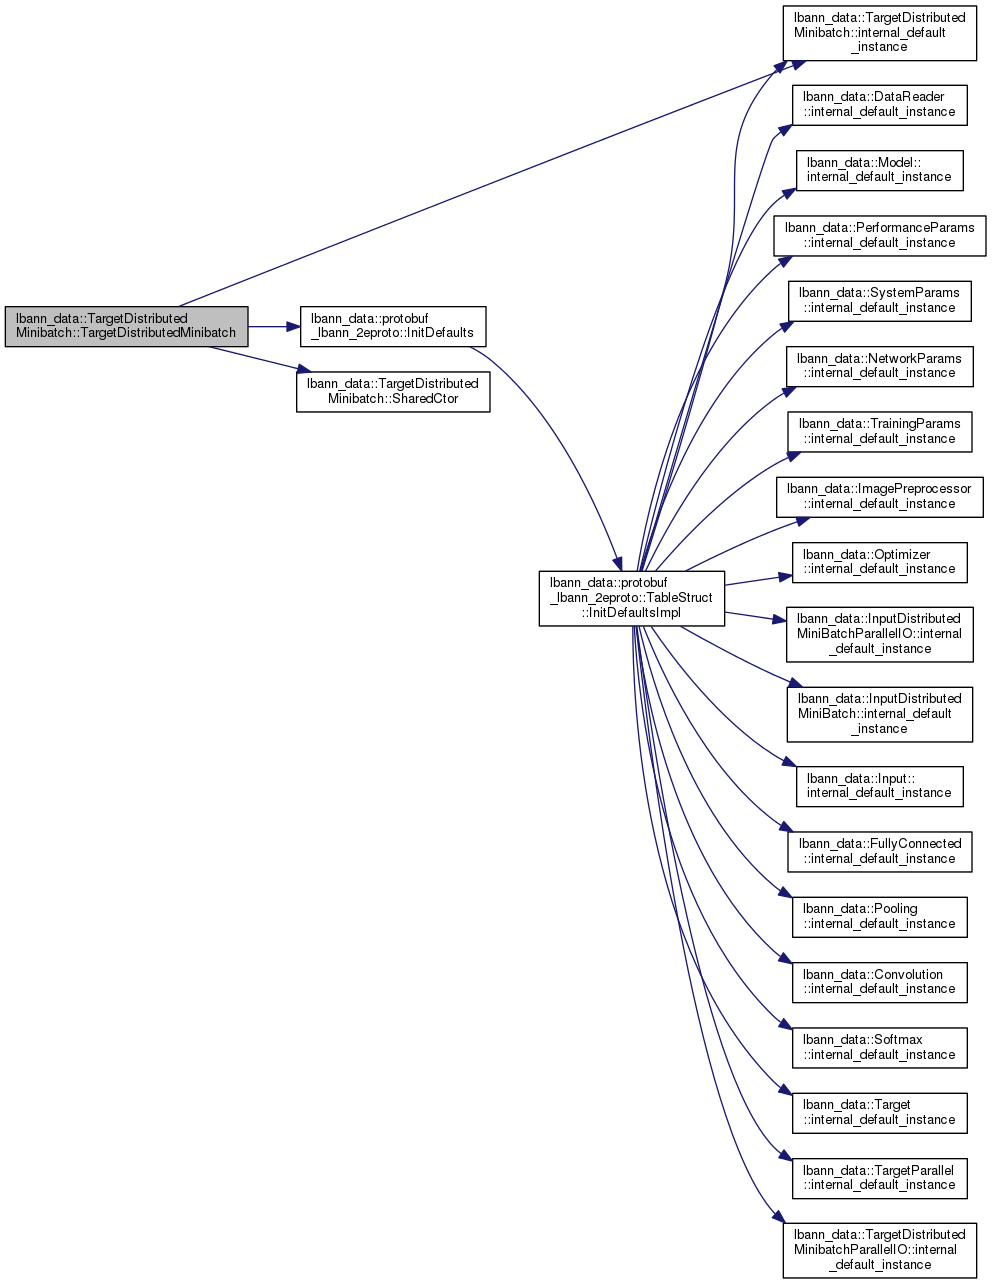 lbann_data::TargetDistributed
Minibatch::TargetDistributedMinibatch
lbann_data::protobuf
_lbann_2eproto::InitDefaults
lbann_data::TargetDistributed
Minibatch::SharedCtor
lbann_data::protobuf
_lbann_2eproto::TableStruct
::InitDefaultsImpl
lbann_data::TargetDistributed
Minibatch::internal_default
_instance
lbann_data::DataReader
::internal_default_instance
lbann_data::Model::
internal_default_instance
lbann_data::PerformanceParams
::internal_default_instance
lbann_data::SystemParams
::internal_default_instance
lbann_data::NetworkParams
::internal_default_instance
lbann_data::TrainingParams
::internal_default_instance
lbann_data::ImagePreprocessor
::internal_default_instance
lbann_data::Optimizer
::internal_default_instance
lbann_data::InputDistributed
MiniBatchParallelIO::internal
_default_instance
lbann_data::InputDistributed
MiniBatch::internal_default
_instance
lbann_data::Input::
internal_default_instance
lbann_data::FullyConnected
::internal_default_instance
lbann_data::Pooling
::internal_default_instance
lbann_data::Convolution
::internal_default_instance
lbann_data::Softmax
::internal_default_instance
lbann_data::Target
::internal_default_instance
lbann_data::TargetParallel
::internal_default_instance
lbann_data::TargetDistributed
MinibatchParallelIO::internal
_default_instance